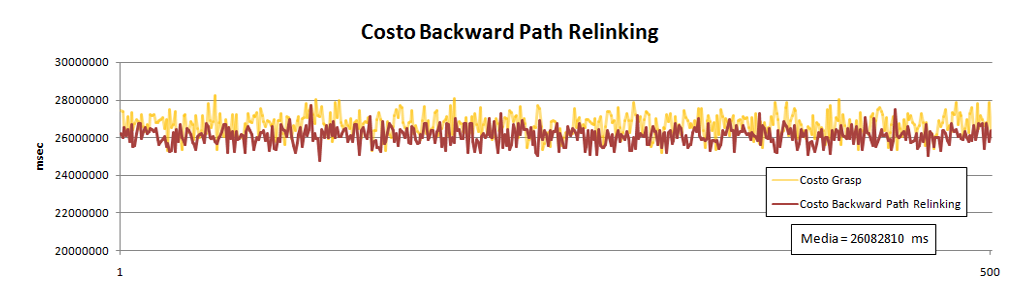 Costo Backward Path Relinking
30000000
28000000
26000000
24000000
22000000
20000000
msec
1
500
Costo Grasp
Costo Backward Path Relinking
Media = 26082810 ms